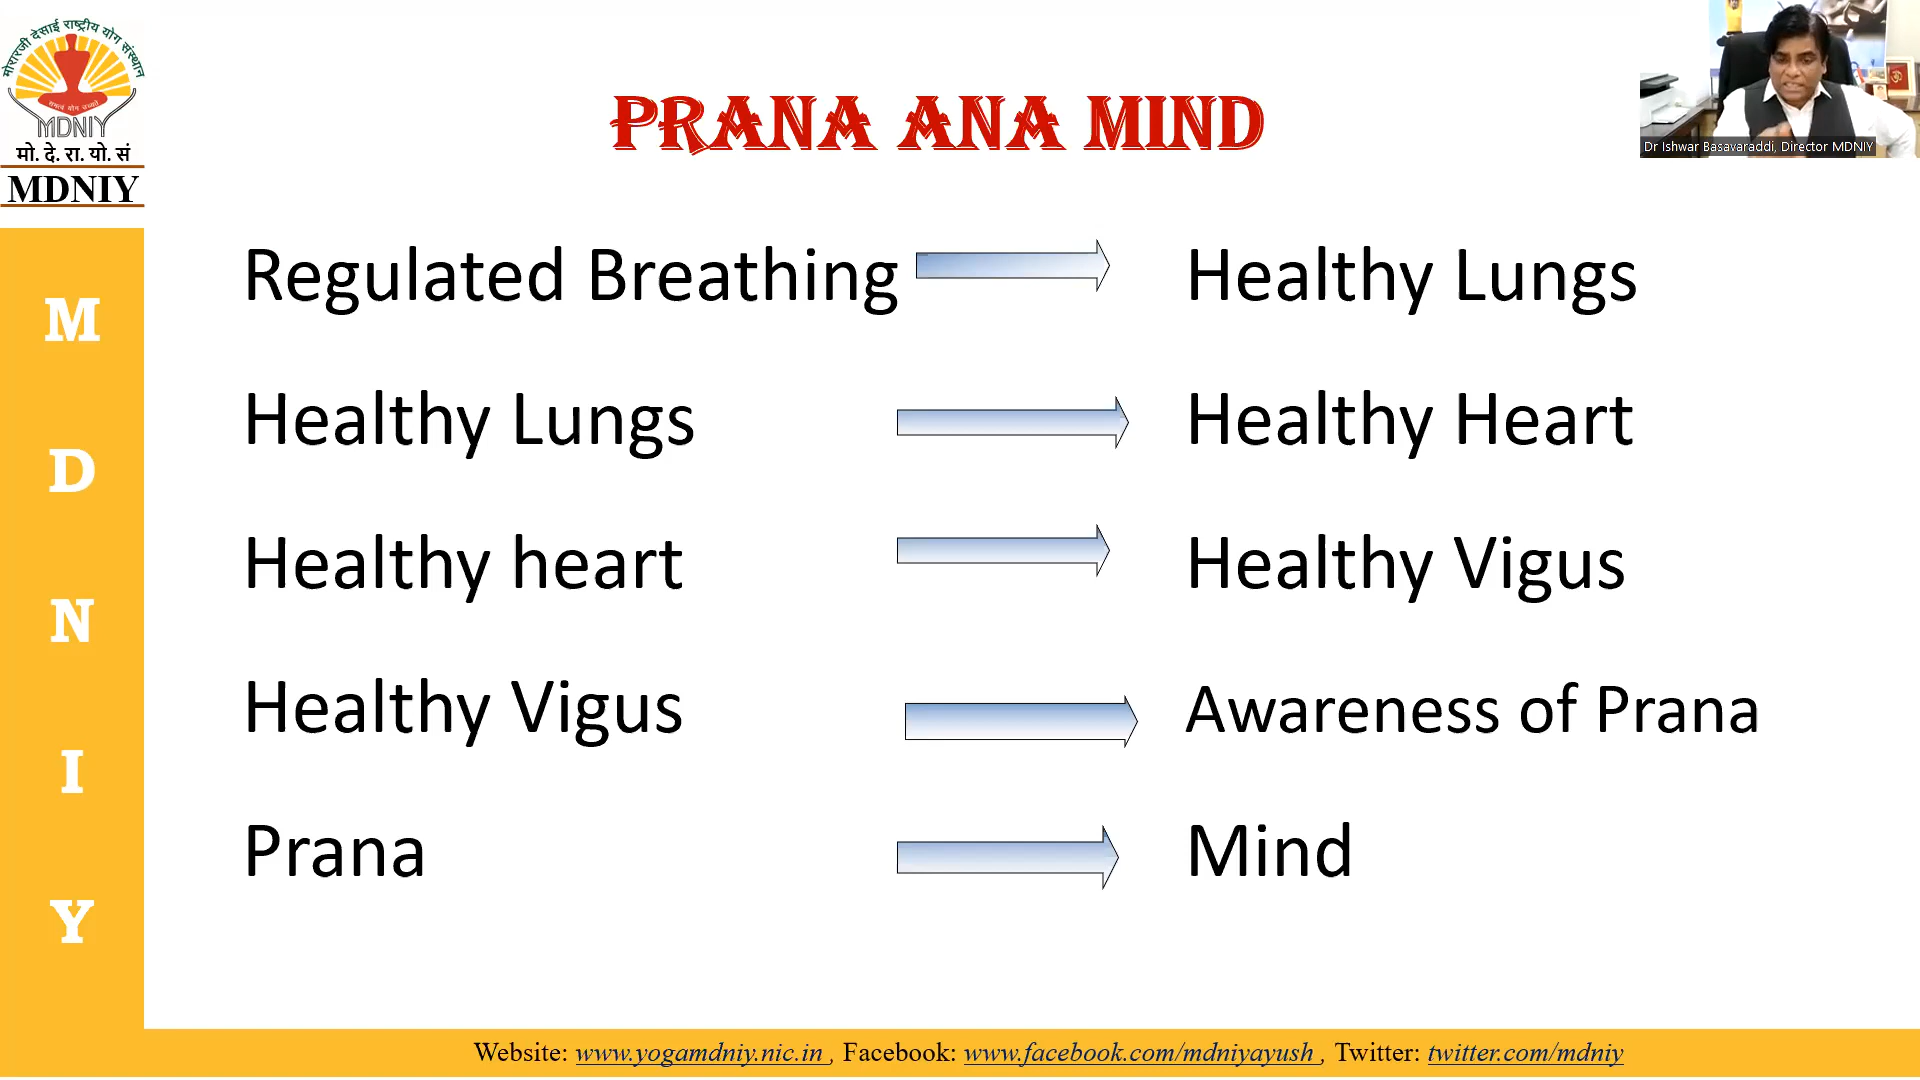 मोरारजी देसाई राष्ट्रीय योग संस्थान
MDNIY
मो. दे. रा. यो. सं
MDNIY
PRANA ANA MIND
Dr Ishwar Basavaraddi, Director MDNIY
Regulated Breathing Healthy Lungs
Healthy Lungs Healthy Heart
Healthy heart Healthy Vigus
Healthy Vigus Awareness of Prana
Prana Mind
M
D
N
I
Y
Website: www.yogamdniy.nic.in , Facebook: www.facebook.com/mdniyayush , Twitter: twitter.com/mdniy